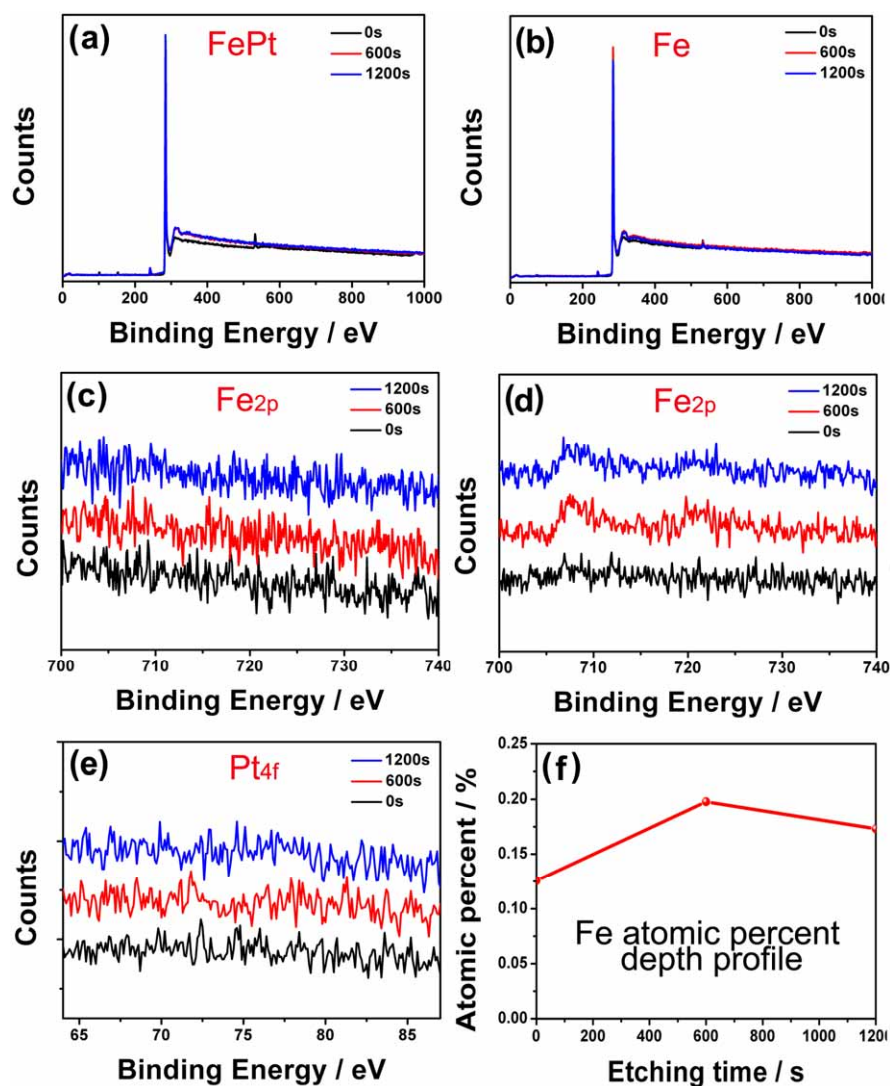 (a)
FePt
0s
600s
1200s
Counts
0
200
400
600
800
1000
Binding Energy / eV
(b)
Fe
0s
600s
1200s
Counts
0
200
400
600
800
1000
Binding Energy / eV
(c)
Fe2p
1200s
600s
0s
Counts
700
710
720
730
740
Binding Energy / eV
(d)
Fe2p
1200s
600s
0s
Counts
700
710
720
730
740
Binding Energy / eV
(e)
Pt4f
1200s
600s
0s
Counts
65
70
75
80
85
Binding Energy / eV
(f)
0.25
0.20
0.15
0.10
0.05
0.00
Atomic percent / %
Fe atomic percent
depth profile
0
200
400
600
800
1000
1200
Etching time / s